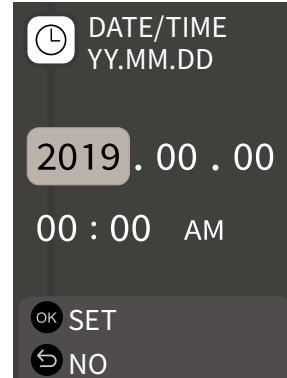 DATE/TIME
YY.MM.DD
2019 . 00 . 00
00 : 00 AM
OK SET
NO